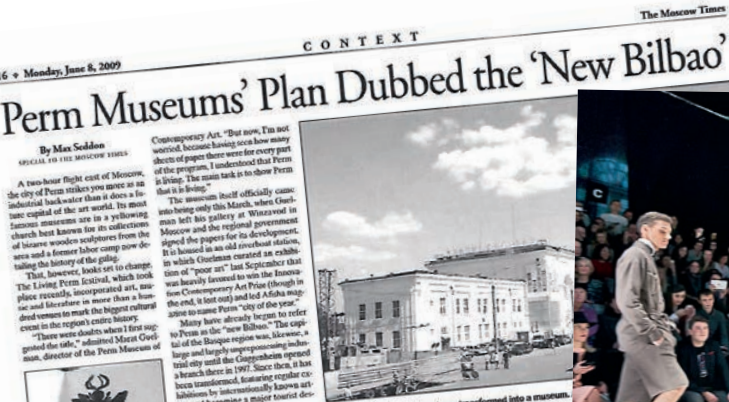 The Moscow Times
6 ✦ Monday, June 8, 2009
CONTEXT
Perm Museums' Plan Dubbed the 'New Bilbao'
By Max Seddon
SPECIAL TO THE MOSCOW TIMES
A two-hour flight east of Moscow,
the city of Perm strikes you more as an
industrial backwater than it does a fu-
ture capital of the art world. Its most
famous museums are in a yellowing
church best known for its collections
of bizarre wooden sculptures from the
area and a former labor camp now de-
tailing the history of the gulag.
That, however, looks set to change.
The Living Perm festival, which took
place recently, incorporated art, mu-
sic and literature in more than a hun-
dred venues to mark the biggest cultural
event in the region's entire history.
"There were doubts when I first sug-
gested the title," admitted Marat Guel-
man, director of the Perm Museum of
Contemporary Art. "But now, I'm not
worried, because having seen how many
sheets of paper there were for every part
of the program, I understood that Perm
is living. The main task is to show Perm
that it is living."
The museum itself officially came
into being only this March, when Guel-
man left his gallery at Winzavod in
Moscow and the regional government
signed the papers for its development.
It is housed in an old riverboat station,
in which Guelman curated an exhibi-
tion of "poor art" last September that
was heavily favored to win the Innova-
tion Contemporary Art Prize (though in
the end, it lost out) and led Afisha mag-
azine to name Perm "city of the year."
Many have already begun to refer
to Perm as the "new Bilbao." The capi-
tal of the Basque region was, likewise, a
large and largely unprepossessing indus-
trial city until the Guggenheim opened
a branch there in 1997. Since then, it has
been transformed, featuring regular ex-
hibitions by internationally known art-
a major tourist des-
into a museum.
C